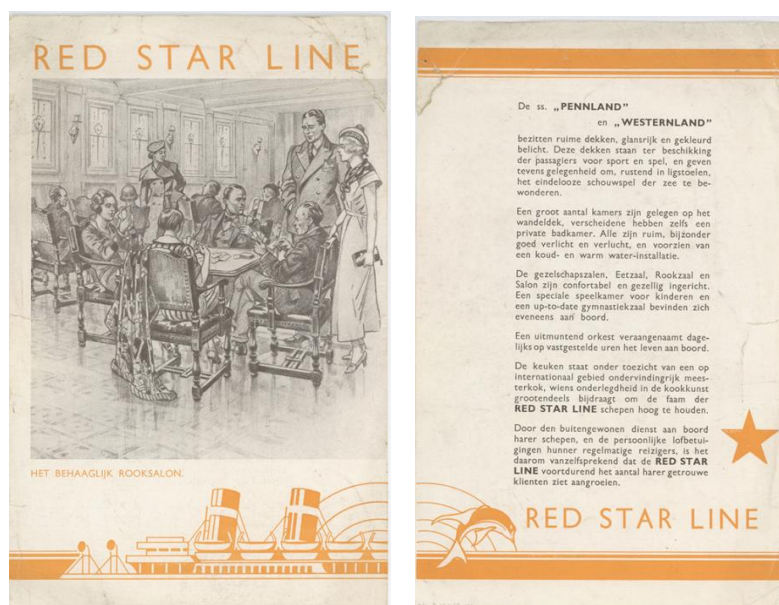 RED STAR LINE
HET BEHAAGLIJK ROOKSALON.
De ss. „PENNLAND”
en „WESTERNLAND”
bezitten ruime dekken, glansrijk en gekleurd
belicht. Deze dekken staan ter beschikking
der passagiers voor sport en spel, en geven
tevens gelegenheid om, rustend in ligstoelen,
het eindelooze schouwspel der zee te be-
wonderen.
Een groot aantal kamers zijn gelegen op het
wandeldek, verscheidene hebben zelfs een
private badkamer. Alle zijn ruim, bijzonder
goed verlicht en verlucht, en voorzien van
een koud- en warm water-installatie.
De gezelschapszalen, Eetzaal, Rookzaal en
Salon zijn confortabel en gezellig ingericht.
Een speciale speelkamer voor kinderen en
een up-to-date gymnastiekzaal bevinden zich
eveneens aan boord.
Een uitmuntend orkest veraangenaamt dage-
lijks op vastgestelde uren het leven aan boord.
De keuken staat onder toezicht van een op
internationaal gebied ondervindingrijk mees-
terkok, wiens onderlegdheid in de kookkunst
grootendeels bijdraagt om de faam der
RED STAR LINE schepen hoog te houden.
Door den buitengewonen dienst aan boord
harer schepen, en de persoonlijke lofbetui-
gingen hunner regelmatige reizigers, is het
daarom vanzelfsprekend dat de RED STAR
LINE voortdurend het aantal harer getrouwe
klienten ziet aangroeien.
RED STAR LINE